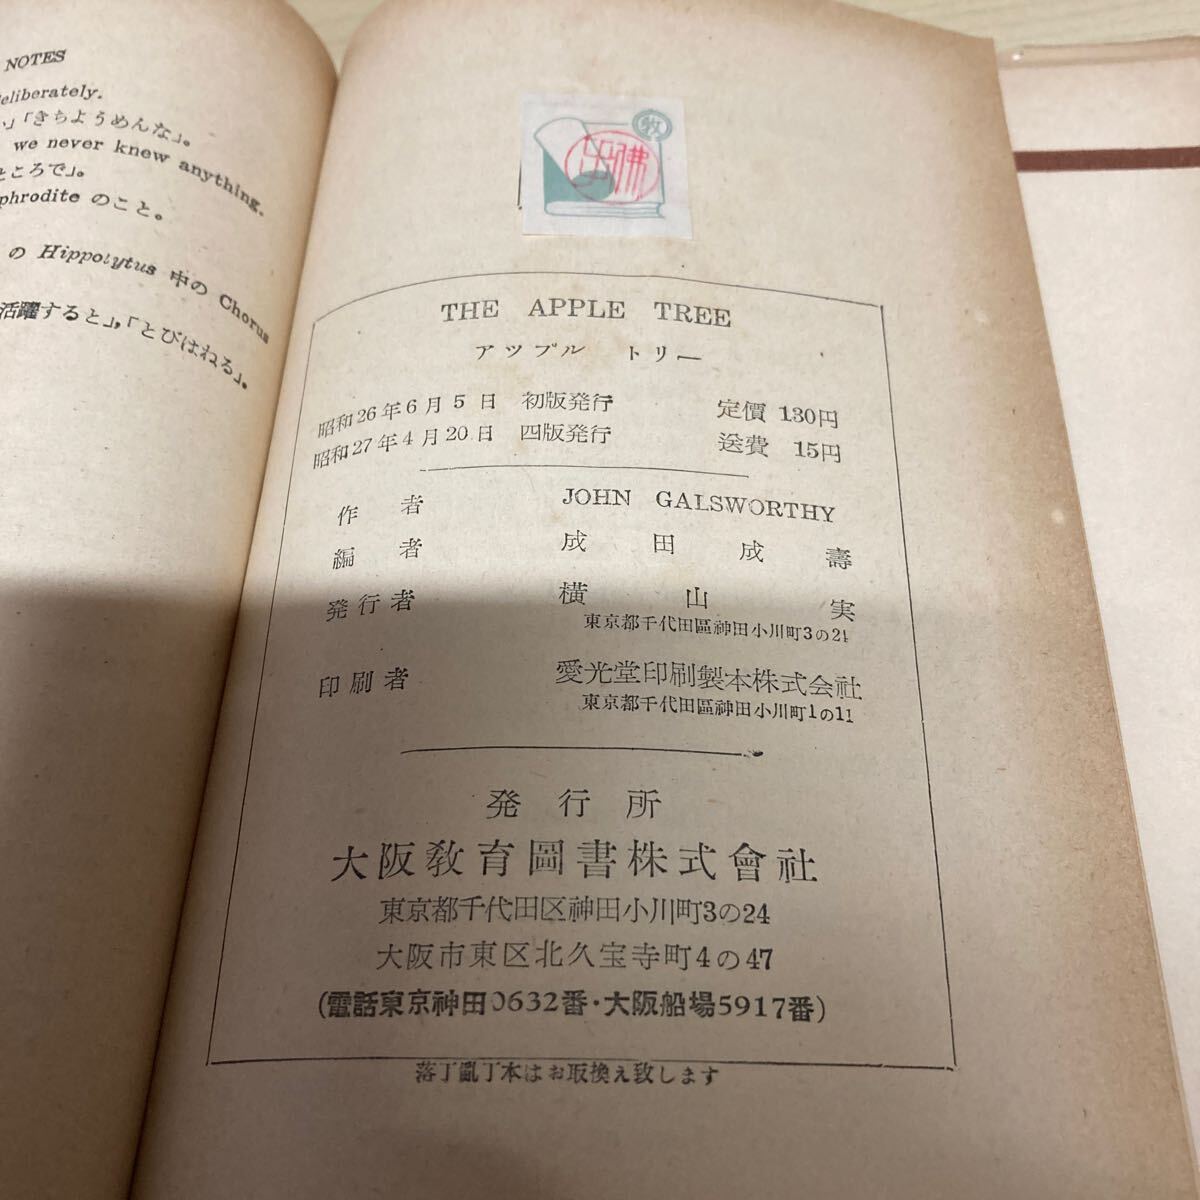 NOTES
eliberately.
「きちようめんな」。
we never knew anything.
ところで」。
phrodite のこと。
の Hippolytus 中の Chorus
活躍すると」，「とびはねる」。
牧
THE APPLE TREE
アツプル トリー
昭和26年6月5日 初版発行 定價 130円
昭和27年4月20日 四版発行 送費 15円
作者 JOHN GALSWORTHY
編者 成田成壽
発行者 横山実
東京都千代田區神田小川町3の24
印刷者 愛光堂印刷製本株式会社
東京都千代田區神田小川町1の11
発行所
大阪敎育圖書株式會社
東京都千代田区神田小川町3の24
大阪市東区北久宝寺町4の47
(電話東京神田0632番・大阪船場5917番)
落丁亂丁本はお取換え致します